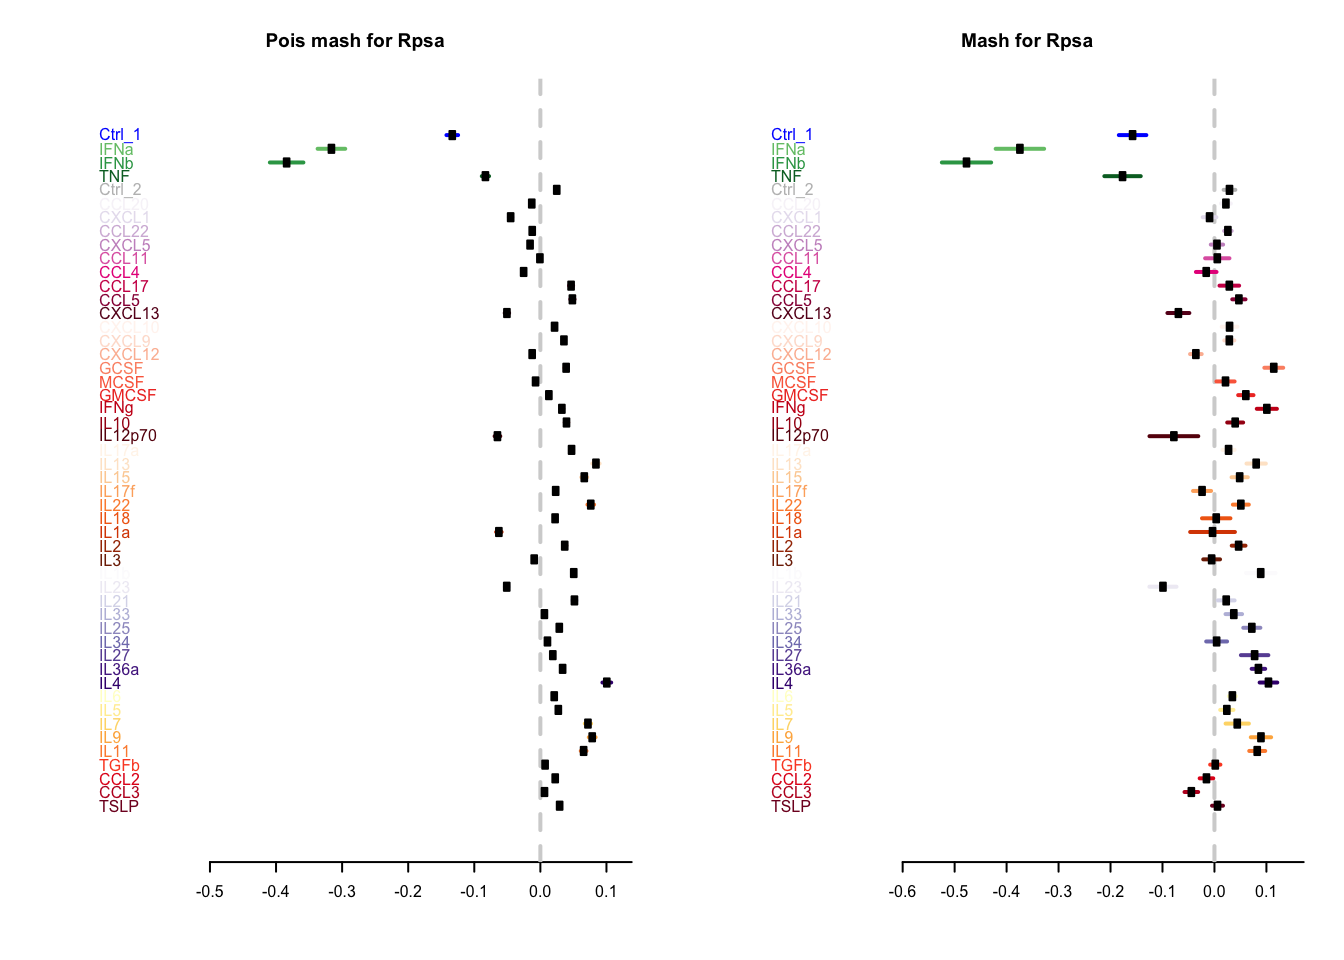 Pois mash for Rpsa
Ctrl_1
IFNa
IFNb
TNF
Ctrl_2
CCL20
CXCL1
CCL22
CXCL5
CCL11
CCL4
CCL17
CCL5
CXCL13
CXCL10
CXCL9
CXCL12
GCSF
MCSF
GMCSF
IFNg
IL10
IL12p70
IL17a
IL13
IL15
IL17f
IL22
IL18
IL1a
IL2
IL3
IL23
IL21
IL33
IL25
IL34
IL27
IL36a
IL4
IL5
IL7
IL9
IL11
TGFb
CCL2
CCL3
TSLP
-0.5 -0.4 -0.3 -0.2 -0.1 0.0 0.1
Mash for Rpsa
Ctrl_1
IFNa
IFNb
TNF
Ctrl_2
CCL20
CXCL1
CCL22
CXCL5
CCL11
CCL4
CCL17
CCL5
CXCL13
CXCL10
CXCL9
CXCL12
GCSF
MCSF
GMCSF
IFNg
IL10
IL12p70
IL17a
IL13
IL15
IL17f
IL22
IL18
IL1a
IL2
IL3
IL23
IL21
IL33
IL25
IL34
IL27
IL36a
IL4
IL5
IL7
IL9
IL11
TGFb
CCL2
CCL3
TSLP
-0.6 -0.5 -0.4 -0.3 -0.2 -0.1 0.0 0.1